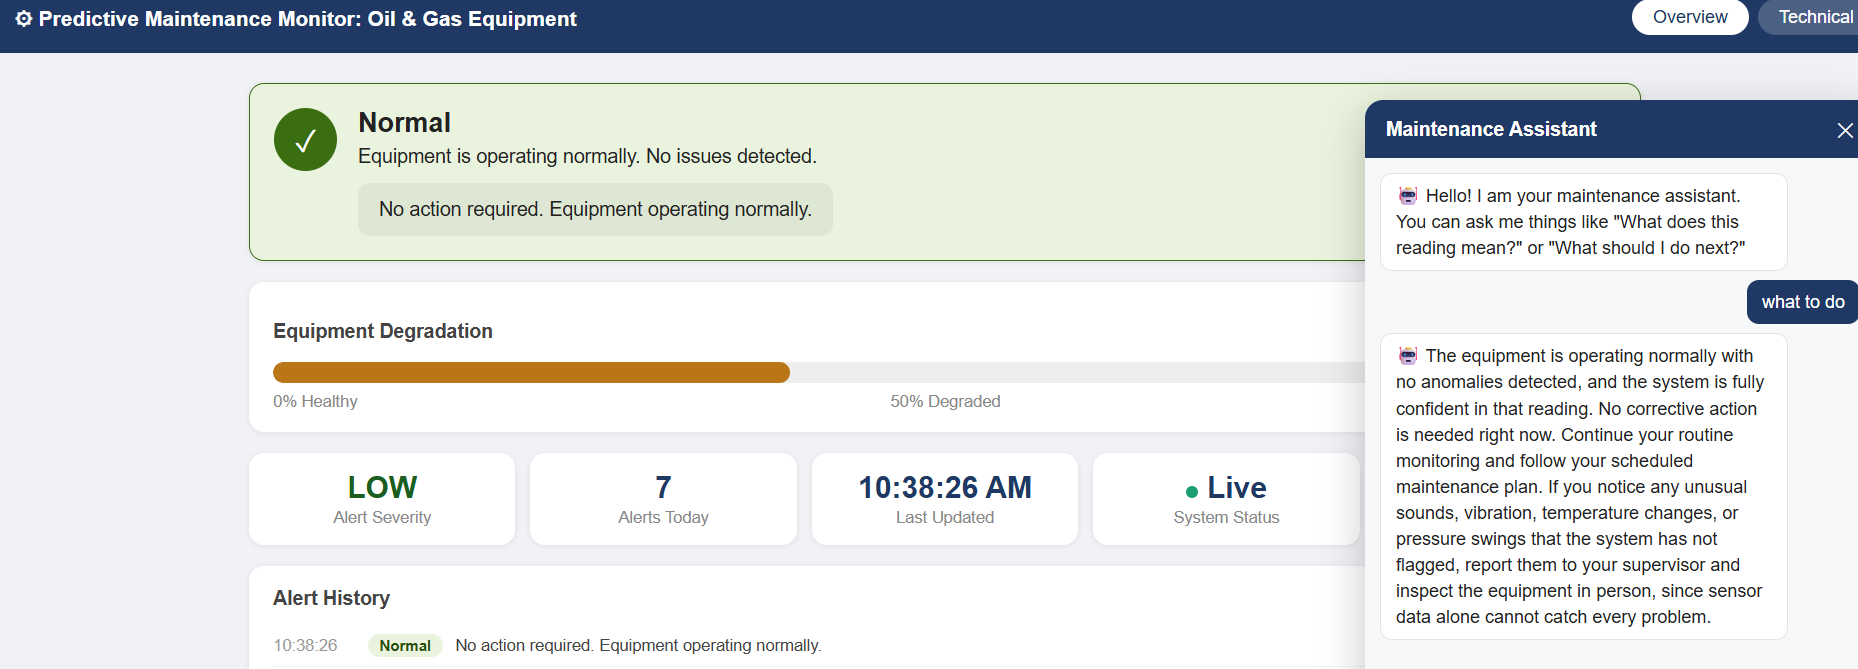 ⚙ Predictive Maintenance Monitor: Oil & Gas Equipment
Overview
Technical
✓
Normal
Equipment is operating normally. No issues detected.
No action required. Equipment operating normally.
Equipment Degradation
0% Healthy
50% Degraded
LOW
Alert Severity
7
Alerts Today
10:38:26 AM
Last Updated
● Live
System Status
Alert History
10:38:26 Normal No action required. Equipment operating normally.
Maintenance Assistant
🤖 Hello! I am your maintenance assistant.
You can ask me things like "What does this
reading mean?" or "What should I do next?"
what to do
🤖 The equipment is operating normally with
no anomalies detected, and the system is fully
confident in that reading. No corrective action
is needed right now. Continue your routine
monitoring and follow your scheduled
maintenance plan. If you notice any unusual
sounds, vibration, temperature changes, or
pressure swings that the system has not
flagged, report them to your supervisor and
inspect the equipment in person, since sensor
data alone cannot catch every problem.